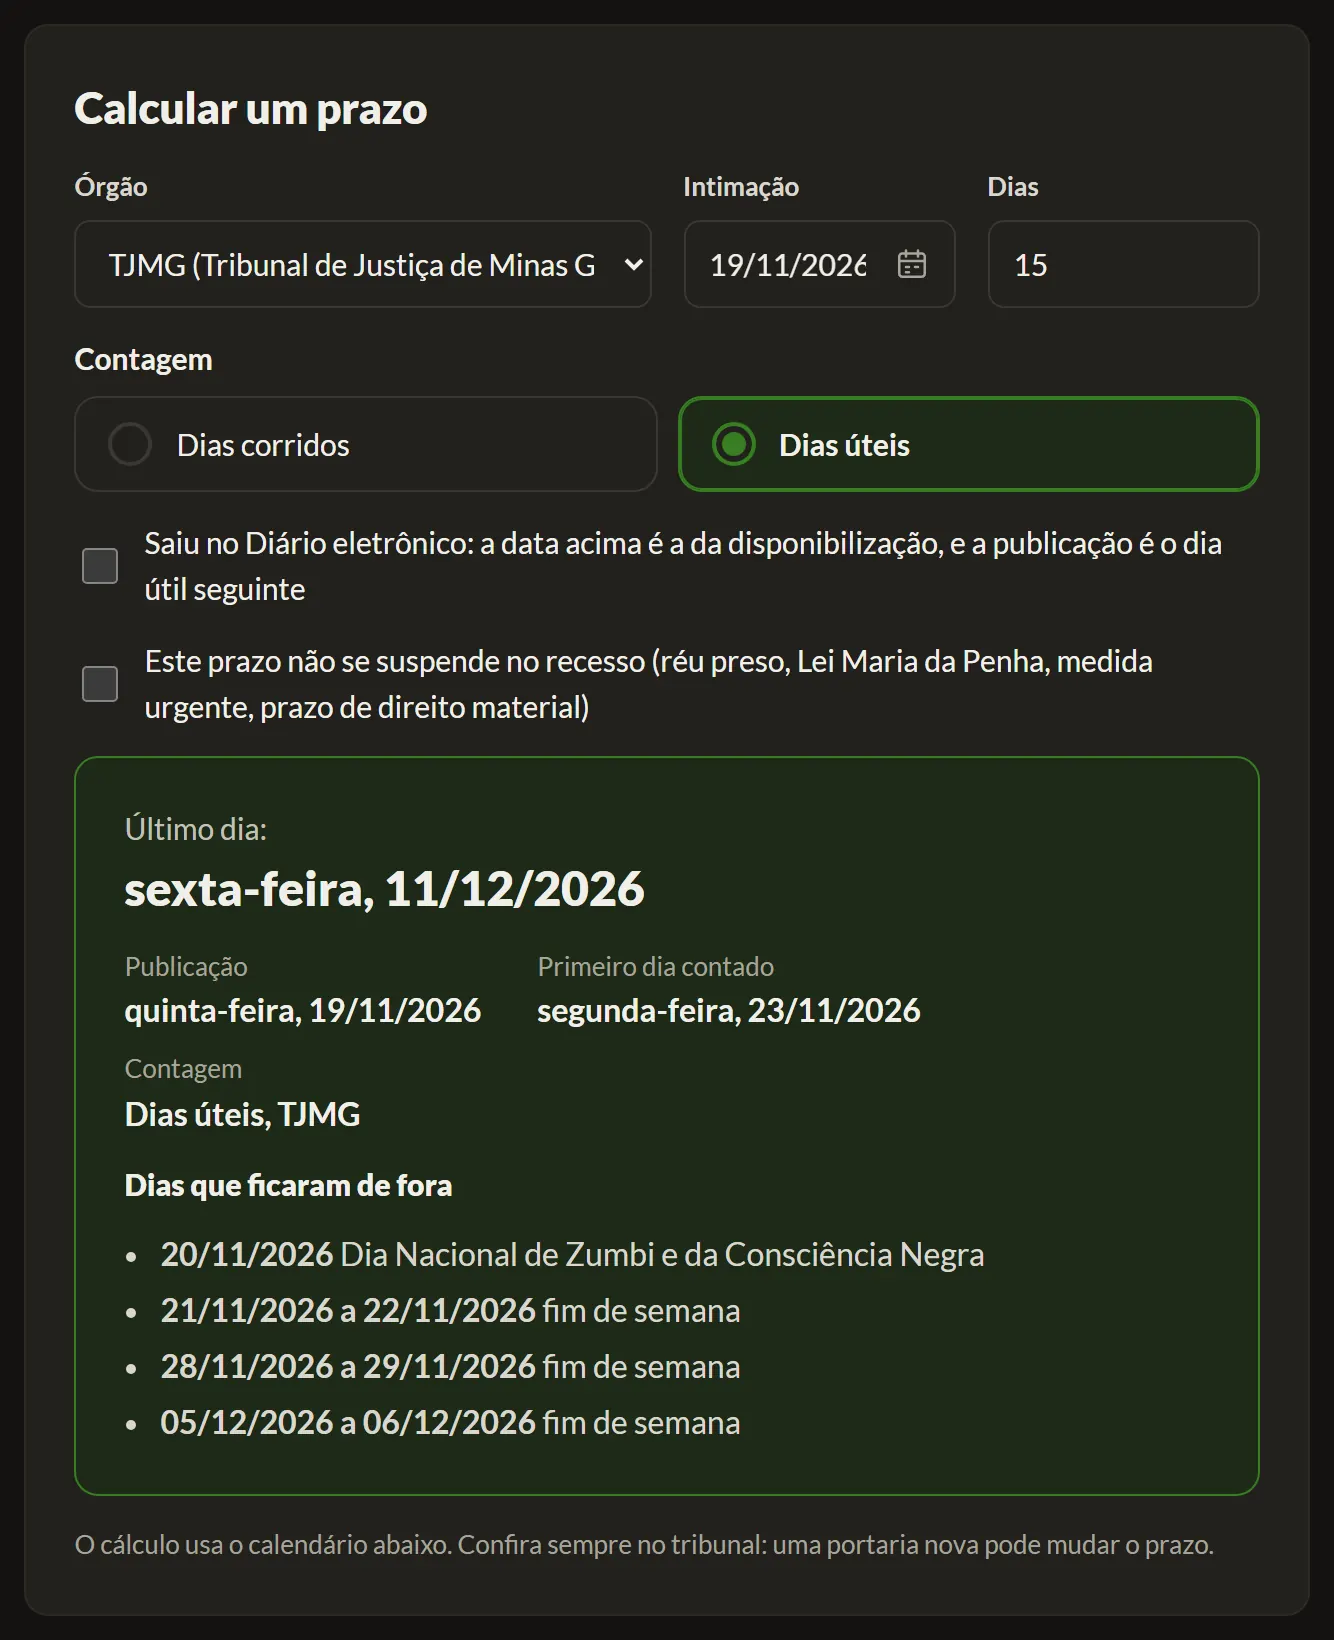 Calcular um prazo
Órgão
Intimação
Dias
TJMG (Tribunal de Justiça de Minas G
19/11/2026
15
Contagem
Dias corridos
Dias úteis
Saiu no Diário eletrônico: a data acima é a da disponibilização, e a publicação é o dia
útil seguinte
Este prazo não se suspende no recesso (réu preso, Lei Maria da Penha, medida
urgente, prazo de direito material)
Último dia:
sexta-feira, 11/12/2026
Publicação
quinta-feira, 19/11/2026
Primeiro dia contado
segunda-feira, 23/11/2026
Contagem
Dias úteis, TJMG
Dias que ficaram de fora
• 20/11/2026 Dia Nacional de Zumbi e da Consciência Negra
• 21/11/2026 a 22/11/2026 fim de semana
• 28/11/2026 a 29/11/2026 fim de semana
• 05/12/2026 a 06/12/2026 fim de semana
O cálculo usa o calendário abaixo. Confira sempre no tribunal: uma portaria nova pode mudar o prazo.